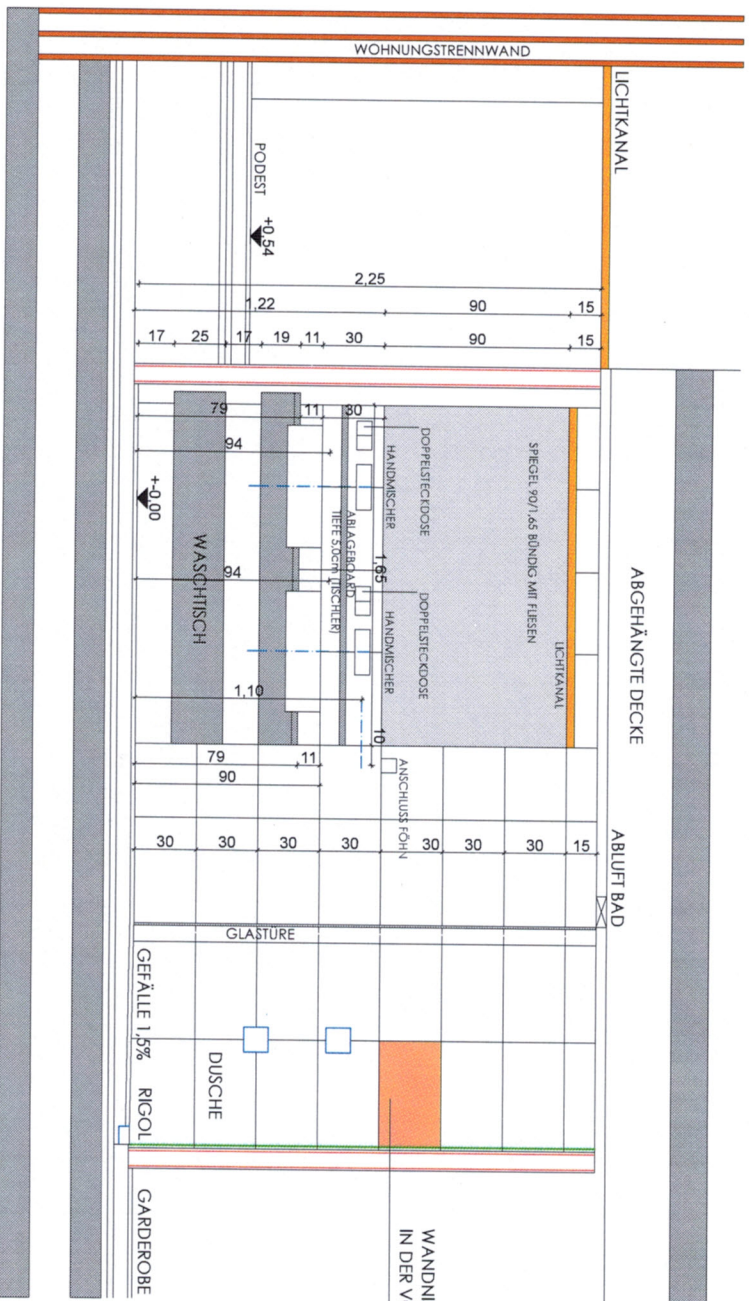 WOHNUNGSTRENNWAND
LICHTKANAL
PODEST
+0,54
2,25
1,22
90
15
17
25
17
19
11
30
90
15
ABGEHÄNGTE DECKE
LICHTKANAL
SPIEGEL 90/1,65 BÜNDIG MIT FLIESEN
DOPPELSTECKDOSE
DOPPELSTECKDOSE
HANDMISCHER
HANDMISCHER
1,65
10
ABLAGEBOARD
TIEFE 5,0cm (TISCHLER)
79
11
30
94
94
1,10
WASCHTISCH
+-0,00
79
11
90
ANSCHLUSS FÖHN
ABLUFT BAD
30
30
30
30
30
30
30
15
GLASTÜRE
DUSCHE
GEFÄLLE 1,5%
RIGOL
GARDEROBE
WANDNI
IN DER V